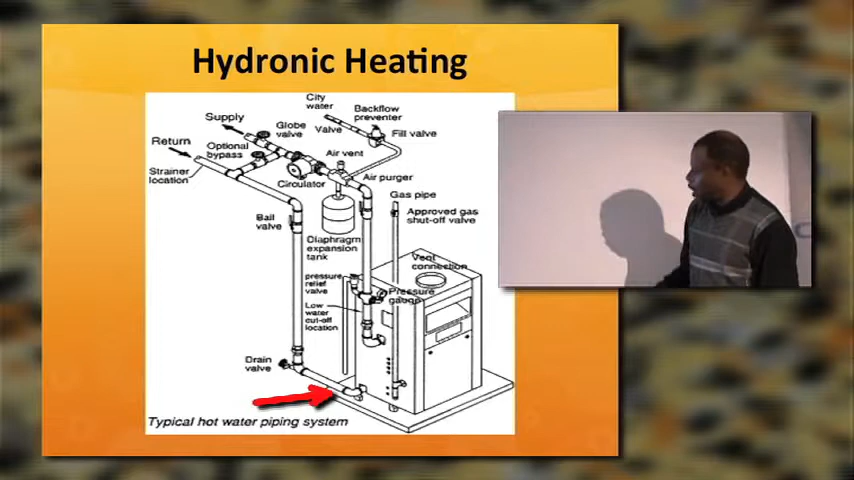 Hydronic Heating
City
water
Backflow
preventer
Supply
Globe
valve
Valve
Fill valve
Return
Optional
bypass
Air vent
Strainer
location
Circulator
Air purger
Gas pipe
Ball
valve
Approved gas
shut-off valve
Diaphragm
expansion
tank
Vent
connection
pressure
relief
valve
Pressure
gauge
Low
water
cut-off
location
Drain
valve
Typical hot water piping system